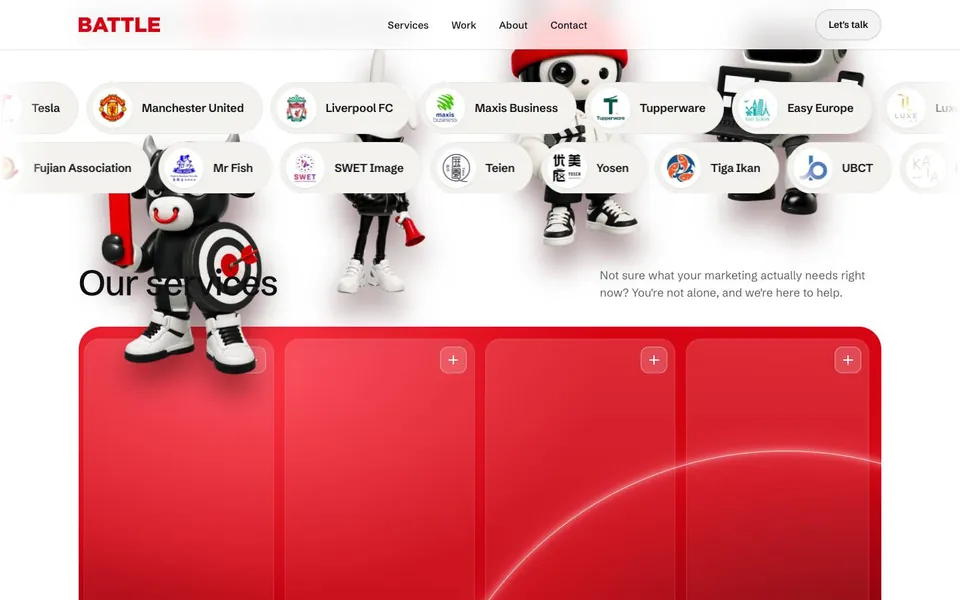 BATTLE
Services
Work
About
Contact
Let's talk
Tesla
Manchester United
Liverpool FC
maxis business
Maxis Business
Tupperware
Tupperware
Easy Europe
LUXE
Fujian Association
Mr Fish
SWET
SWET Image
Teien
优美
Yosen
Tiga Ikan
UBCT
Our services
Not sure what your marketing actually needs right
now? You're not alone, and we're here to help.